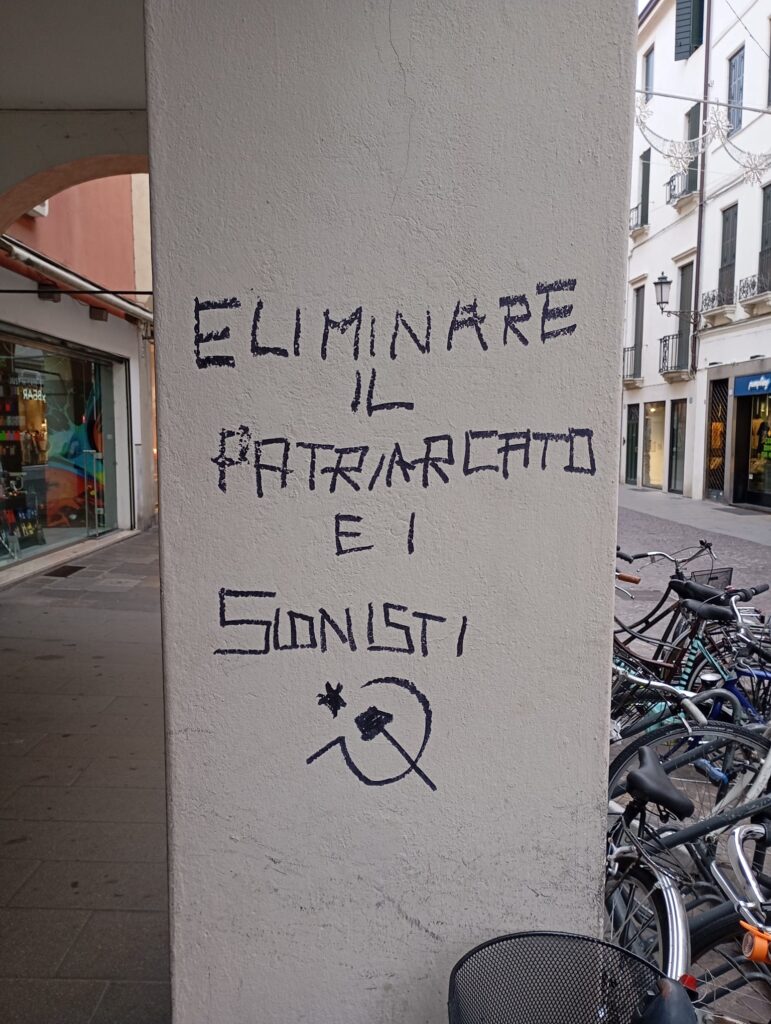 ELIMINARE
IL
PATRIARCATO
E I
SIONISTI